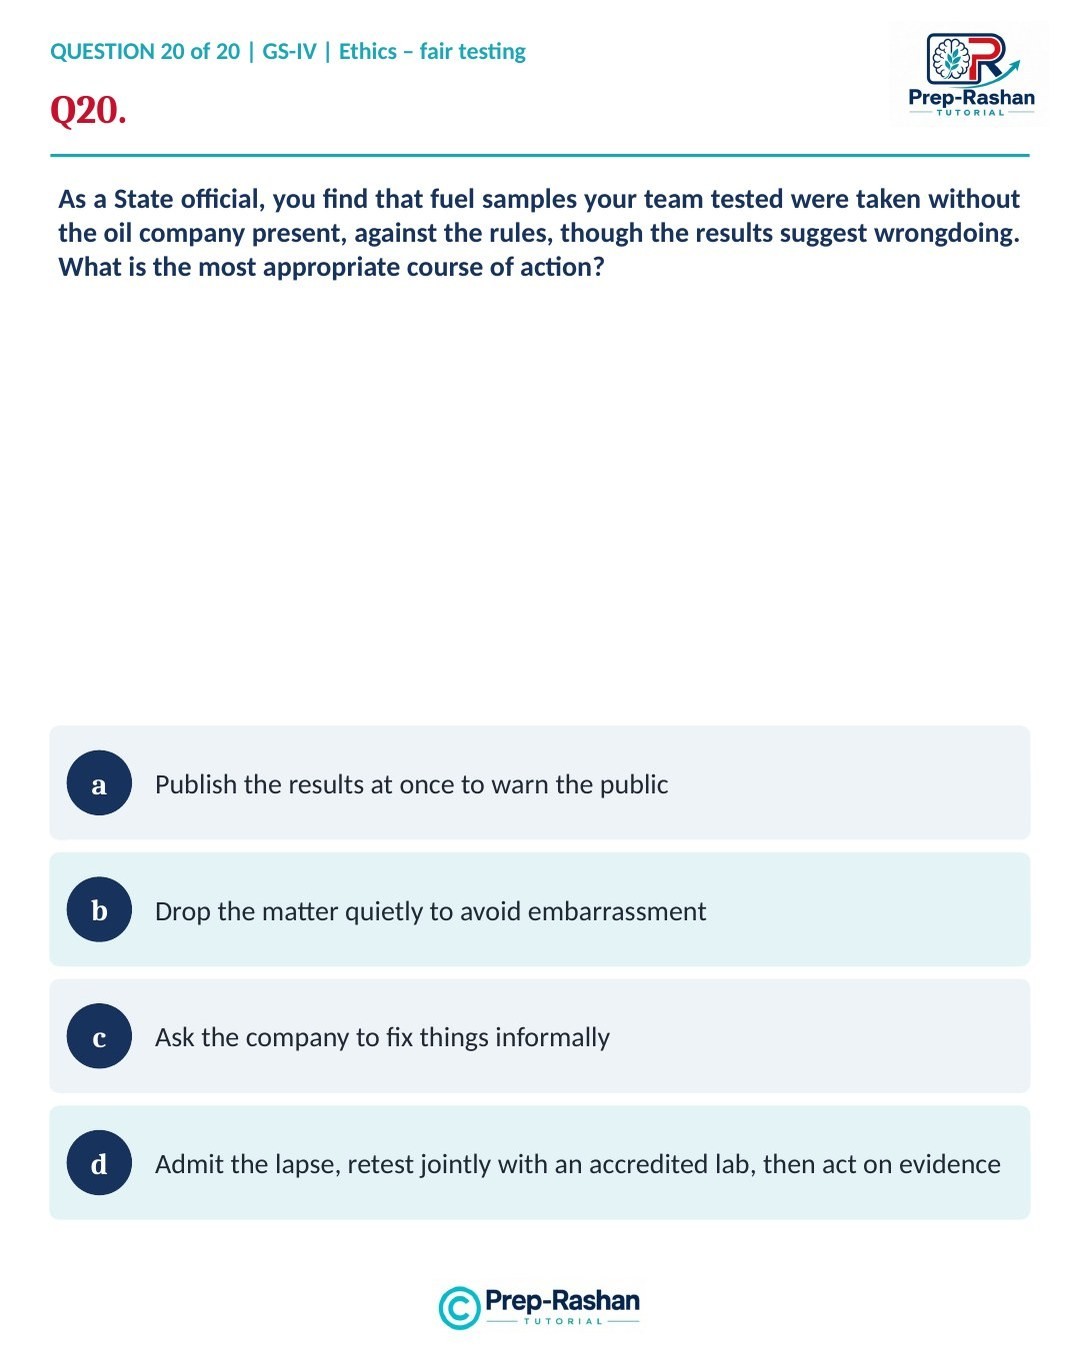 QUESTION 20 of 20 | GS-IV | Ethics – fair testing
Q20.
R
Prep-Rashan
TUTORIAL
As a State official, you find that fuel samples your team tested were taken without
the oil company present, against the rules, though the results suggest wrongdoing.
What is the most appropriate course of action?
a Publish the results at once to warn the public
b Drop the matter quietly to avoid embarrassment
c Ask the company to fix things informally
d Admit the lapse, retest jointly with an accredited lab, then act on evidence
© Prep-Rashan
TUTORIAL